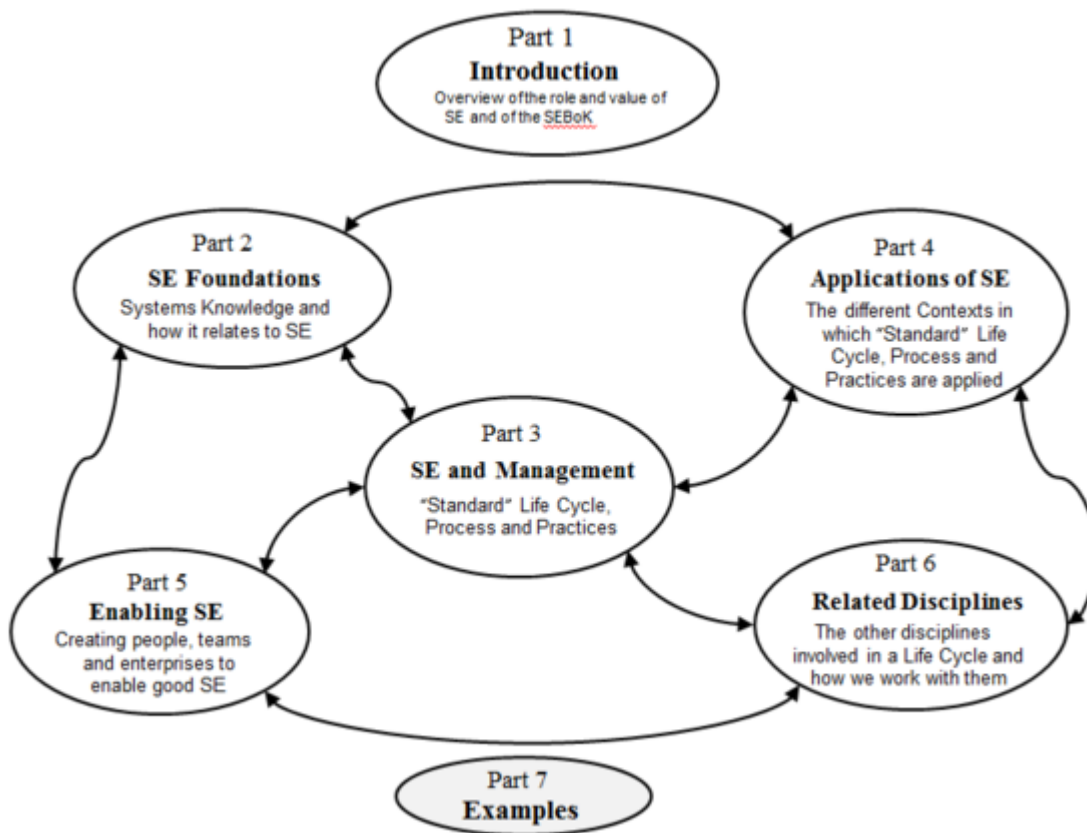 Part 1
Introduction
Overview of the role and value of
SE and of the SEBoK
Part 2
SE Foundations
Systems Knowledge and
how it relates to SE
Part 4
Applications of SE
The different Contexts in
which “Standard” Life
Cycle, Process and
Practices are applied
Part 3
SE and Management
“Standard” Life Cycle,
Process and Practices
Part 5
Enabling SE
Creating people, teams
and enterprises to
enable good SE
Part 6
Related Disciplines
The other disciplines
involved in a Life Cycle and
how we work with them
Part 7
Examples